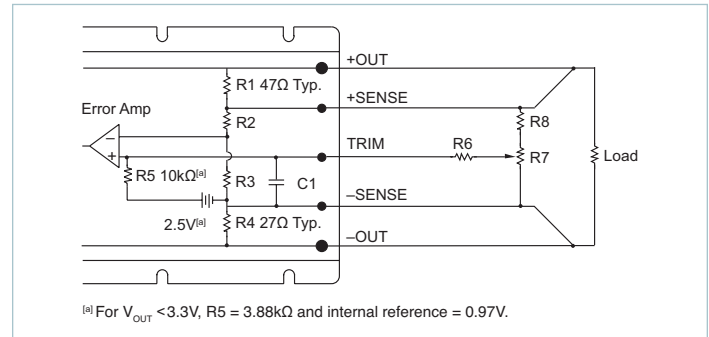 +OUT
R1 47Ω Typ.
+SENSE
Error Amp
R2
R8
TRIM
R6
–
+
R7
Load
R5 10kΩ[a]
R3
C1
–SENSE
2.5V[a]
R4 27Ω Typ.
–OUT
[a] For VOUT <3.3V, R5 = 3.88kΩ and internal reference = 0.97V.